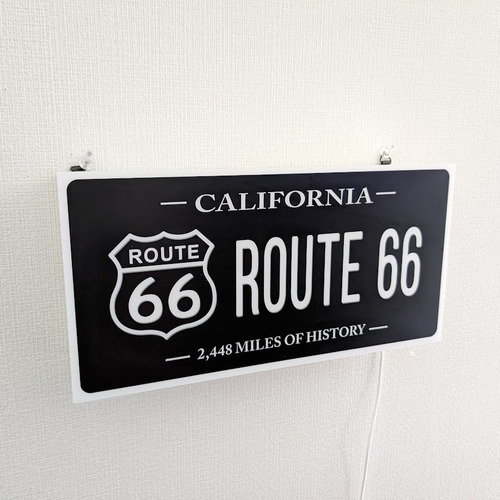 — CALIFORNIA —
ROUTE
66
ROUTE 66
— 2,448 MILES OF HISTORY —